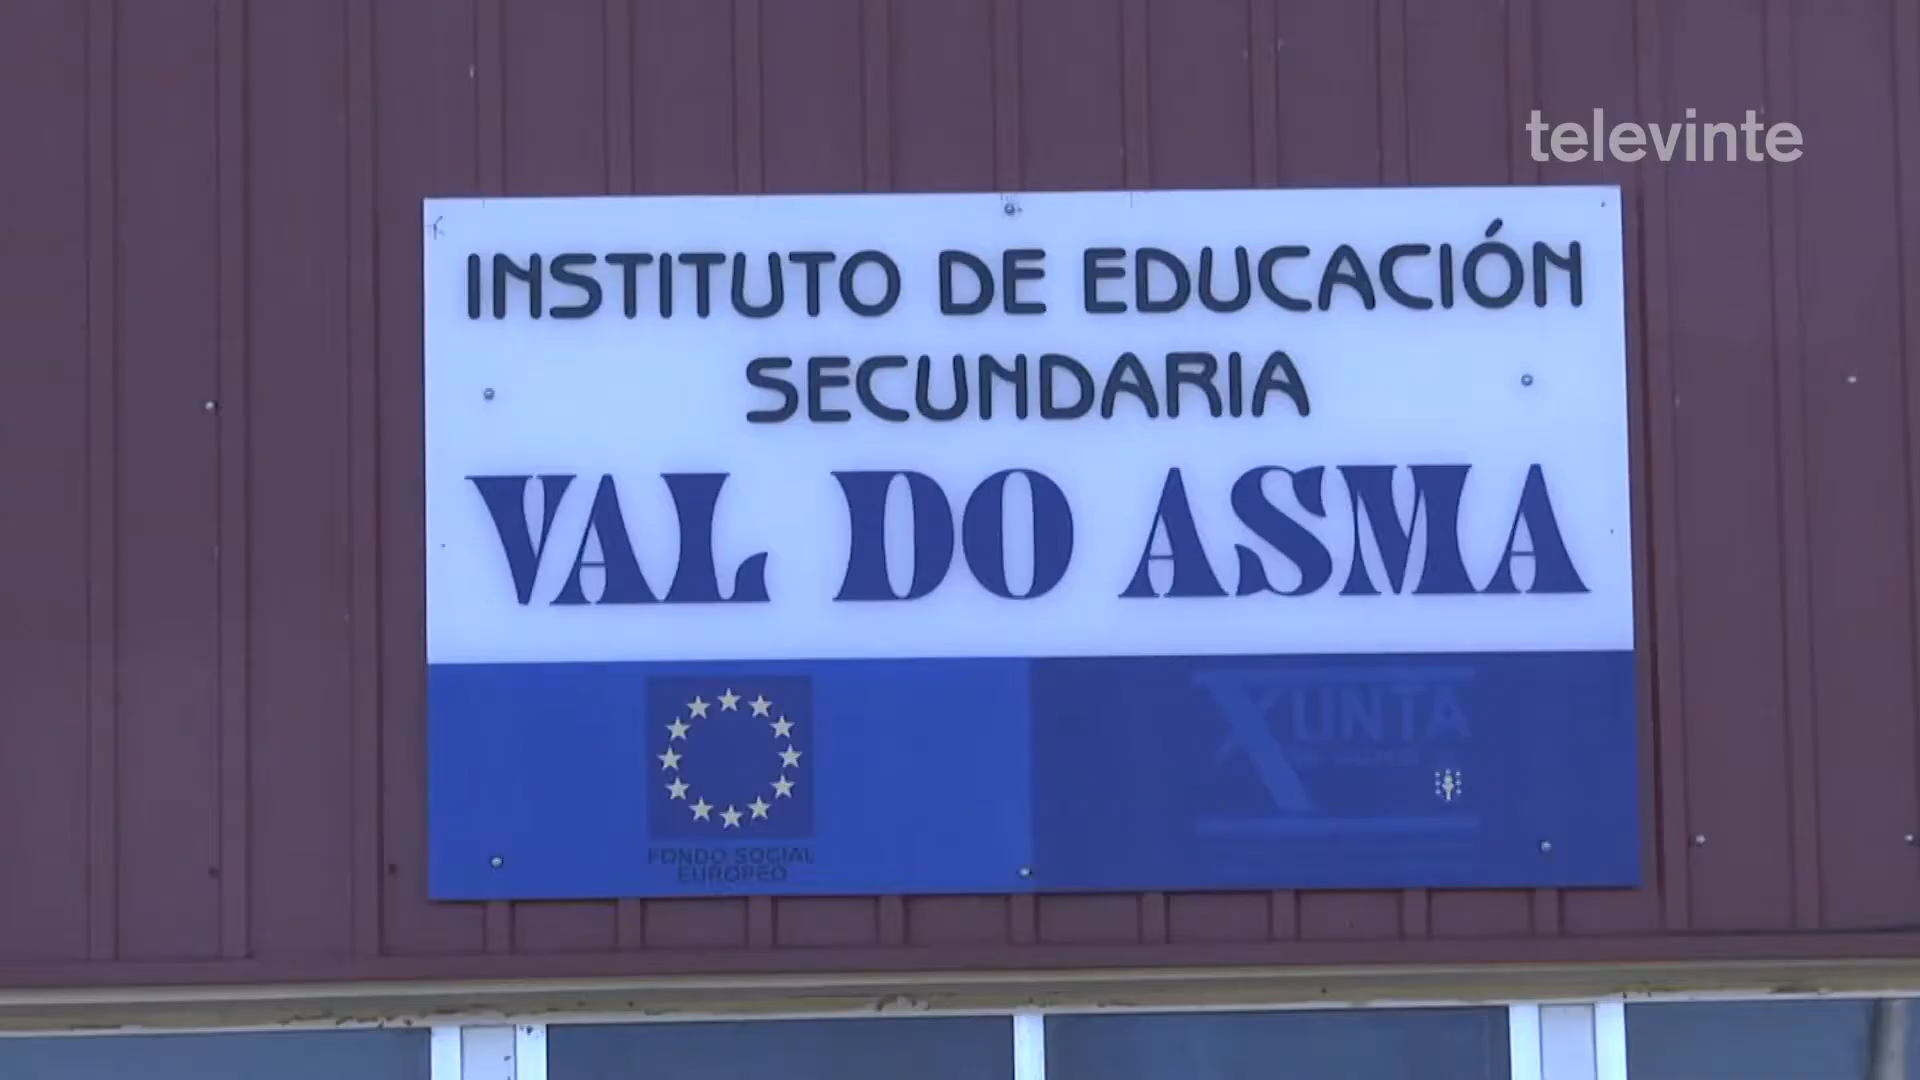 televinte
INSTITUTO DE EDUCACIÓN
SECUNDARIA
VAL DO ASMA
XUNTA
FONDO SOCIAL
EUROPEO